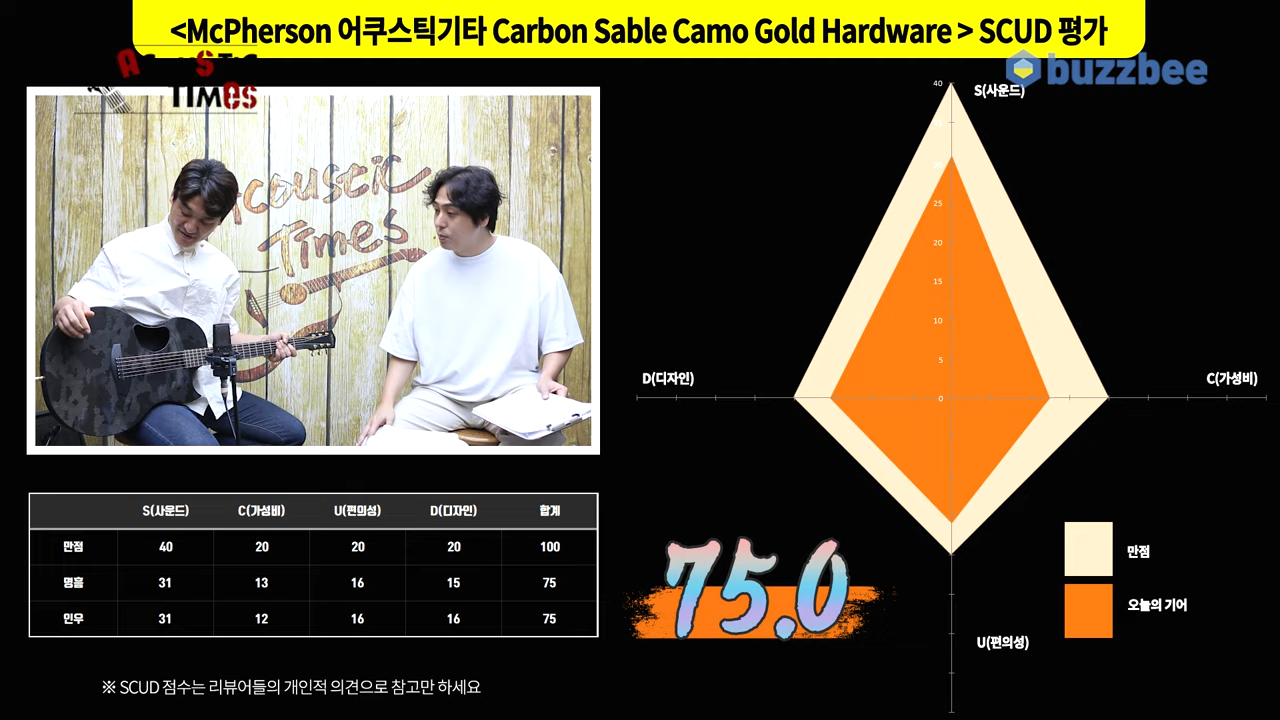 <McPherson 어쿠스틱기타 Carbon Sable Camo Gold Hardware > SCUD 평가
ACOUSTIC
TIMES
buzzbee
Acoustic
Times
40
S(사운드)
25
20
15
10
5
0
D(디자인)
C(가성비)
U(편의성)
만점
오늘의 기어
S(사운드) C(가성비) U(편의성) D(디자인) 합계
만점 40 20 20 20 100
명훈 31 13 16 15 75
인우 31 12 16 16 75
75.0
※ SCUD 점수는 리뷰어들의 개인적 의견으로 참고만 하세요